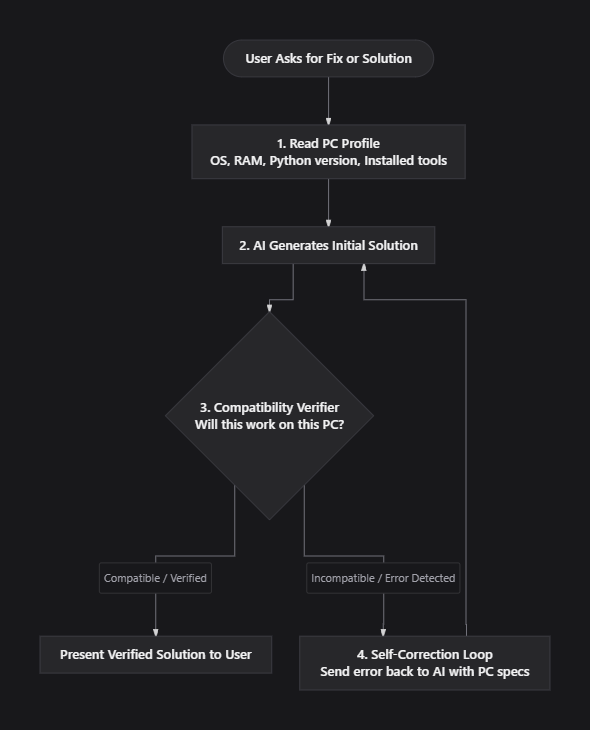 User Asks for Fix or Solution
1. Read PC Profile
OS, RAM, Python version, Installed tools
2. AI Generates Initial Solution
3. Compatibility Verifier
Will this work on this PC?
Compatible / Verified
Incompatible / Error Detected
Present Verified Solution to User
4. Self-Correction Loop
Send error back to AI with PC specs